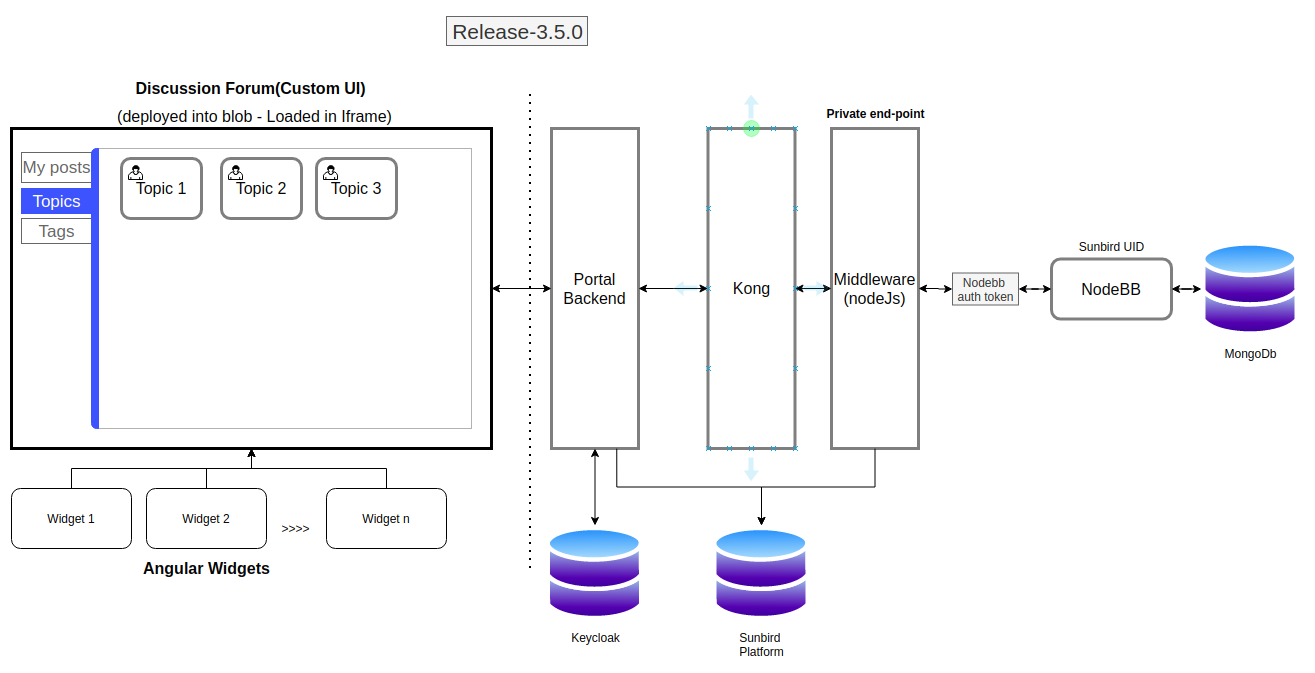 Release-3.5.0
Discussion Forum(Custom UI)
(deployed into blob - Loaded in Iframe)
My posts
Topics
Tags
Topic 1
Topic 2
Topic 3
Portal
Backend
Kong
Private end-point
Middleware
(nodeJs)
Nodebb
auth token
Sunbird UID
NodeBB
MongoDb
Widget 1
Widget 2
>>>>
Widget n
Angular Widgets
Keycloak
Sunbird
Platform